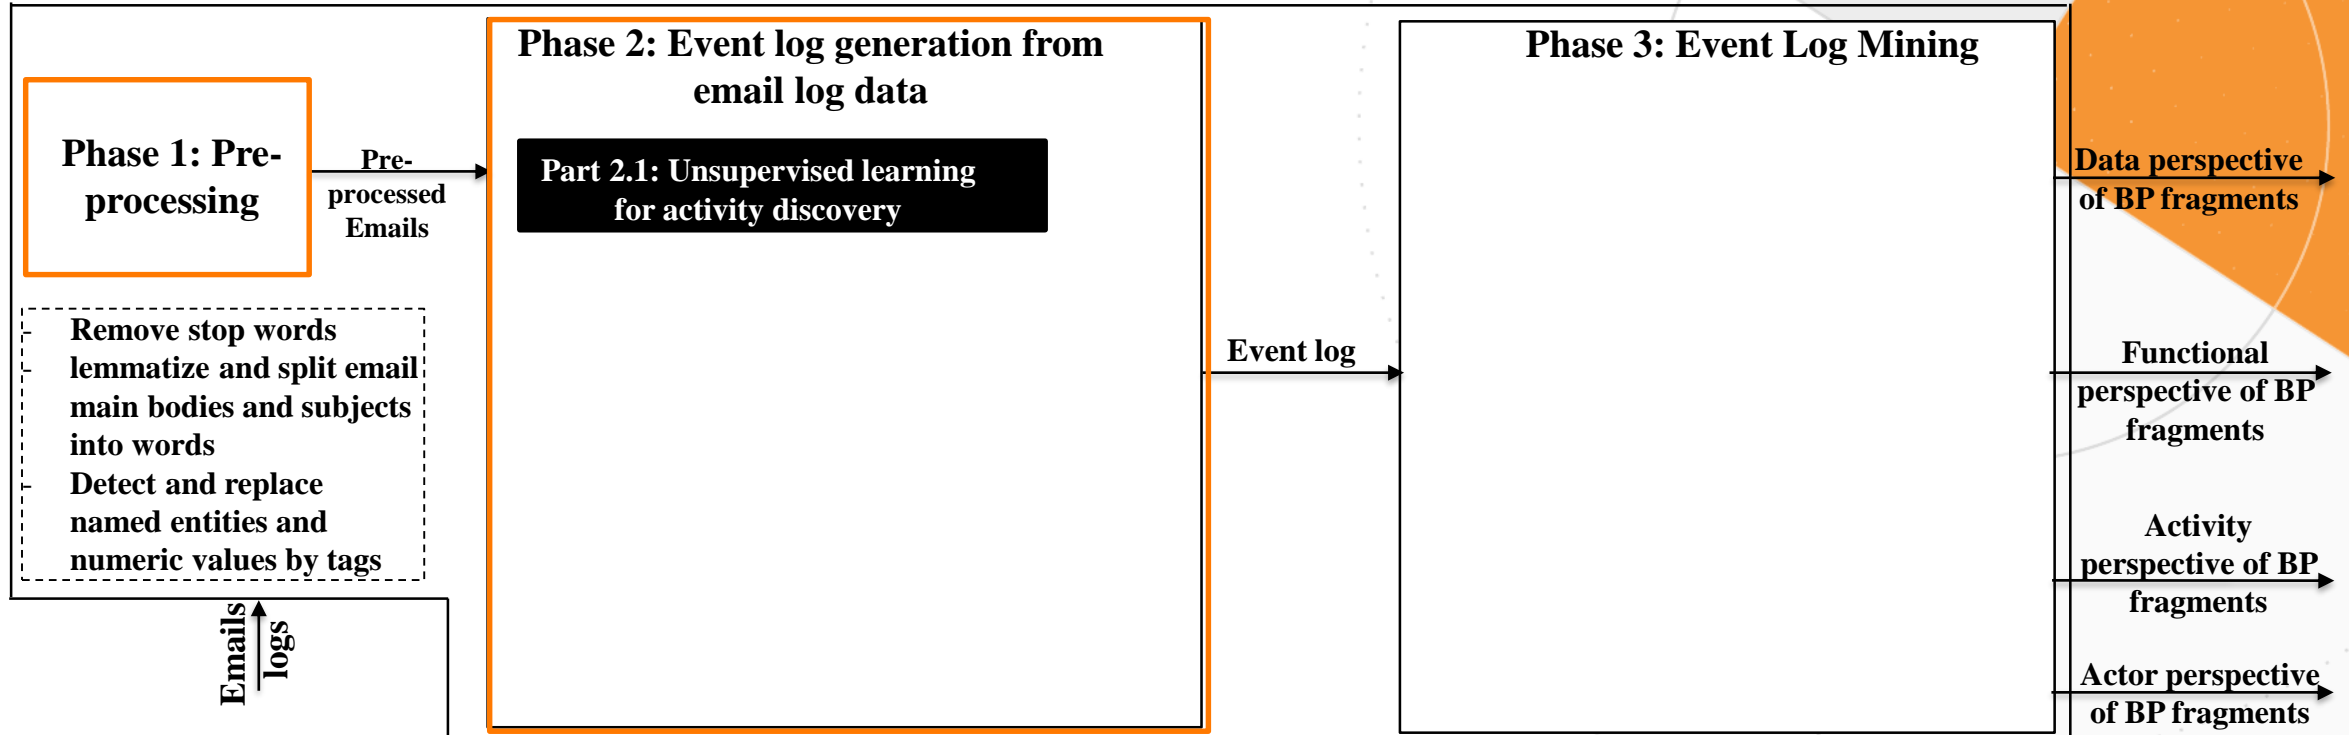 Phase 1: Pre-
processing
Pre-
processed
Emails
- Remove stop words
- lemmatize and split email
main bodies and subjects
into words
- Detect and replace
named entities and
numeric values by tags
Emails
logs
Phase 2: Event log generation from
email log data
Part 2.1: Unsupervised learning
for activity discovery
Event log
Phase 3: Event Log Mining
Data perspective
of BP fragments
Functional
perspective of BP
fragments
Activity
perspective of BP
fragments
Actor perspective
of BP fragments